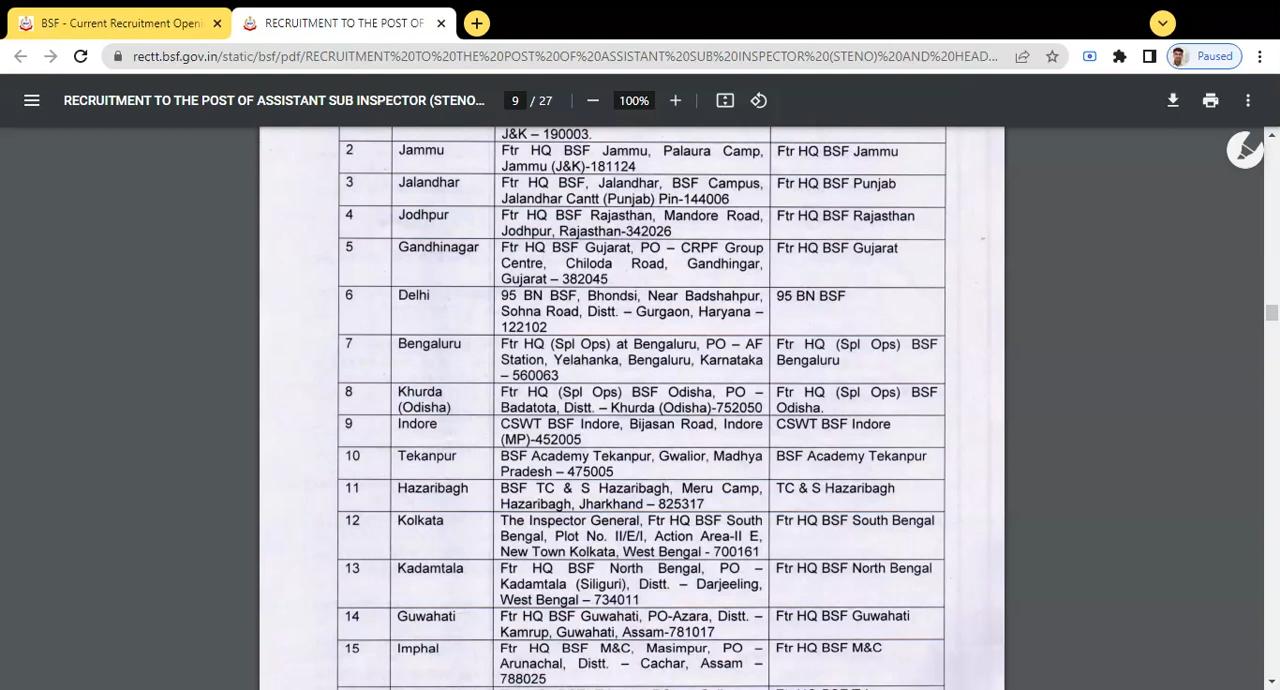 BSF - Current Recruitment Openi
RECRUITMENT TO THE POST OF
rectt.bsf.gov.in/static/bsf/pdf/RECRUITMENT%20TO%20THE%20POST%20OF%20ASSISTANT%20SUB%20INSPECTOR%20(STENO)%20AND%20HEAD...
Paused
RECRUITMENT TO THE POST OF ASSISTANT SUB INSPECTOR (STENO...
9 / 27
100%
J&K – 190003.
2 Jammu Ftr HQ BSF Jammu, Palaura Camp, Ftr HQ BSF Jammu
Jammu (J&K)-181124
3 Jalandhar Ftr HQ BSF, Jalandhar, BSF Campus, Ftr HQ BSF Punjab
Jalandhar Cantt (Punjab) Pin-144006
4 Jodhpur Ftr HQ BSF Rajasthan, Mandore Road, Ftr HQ BSF Rajasthan
Jodhpur, Rajasthan-342026
5 Gandhinagar Ftr HQ BSF Gujarat, PO – CRPF Group Ftr HQ BSF Gujarat
Centre, Chiloda Road, Gandhingar,
Gujarat – 382045
6 Delhi 95 BN BSF, Bhondsi, Near Badshahpur, 95 BN BSF
Sohna Road, Distt. – Gurgaon, Haryana –
122102
7 Bengaluru Ftr HQ (Spl Ops) at Bengaluru, PO – AF Ftr HQ (Spl Ops) BSF
Station, Yelahanka, Bengaluru, Karnataka Bengaluru
– 560063
8 Khurda Ftr HQ (Spl Ops) BSF Odisha, PO – Ftr HQ (Spl Ops) BSF
(Odisha) Badatota, Distt. – Khurda (Odisha)-752050 Odisha.
9 Indore CSWT BSF Indore, Bijasan Road, Indore CSWT BSF Indore
(MP)-452005
10 Tekanpur BSF Academy Tekanpur, Gwalior, Madhya BSF Academy Tekanpur
Pradesh – 475005
11 Hazaribagh BSF TC & S Hazaribagh, Meru Camp, TC & S Hazaribagh
Hazaribagh, Jharkhand – 825317
12 Kolkata The Inspector General, Ftr HQ BSF South Ftr HQ BSF South Bengal
Bengal, Plot No. II/E/I, Action Area-II E,
New Town Kolkata, West Bengal - 700161
13 Kadamtala Ftr HQ BSF North Bengal, PO – Ftr HQ BSF North Bengal
Kadamtala (Siliguri), Distt. – Darjeeling,
West Bengal – 734011
14 Guwahati Ftr HQ BSF Guwahati, PO-Azara, Distt. – Ftr HQ BSF Guwahati
Kamrup, Guwahati, Assam-781017
15 Imphal Ftr HQ BSF M&C, Masimpur, PO – Ftr HQ BSF M&C
Arunachal, Distt. – Cachar, Assam –
788025